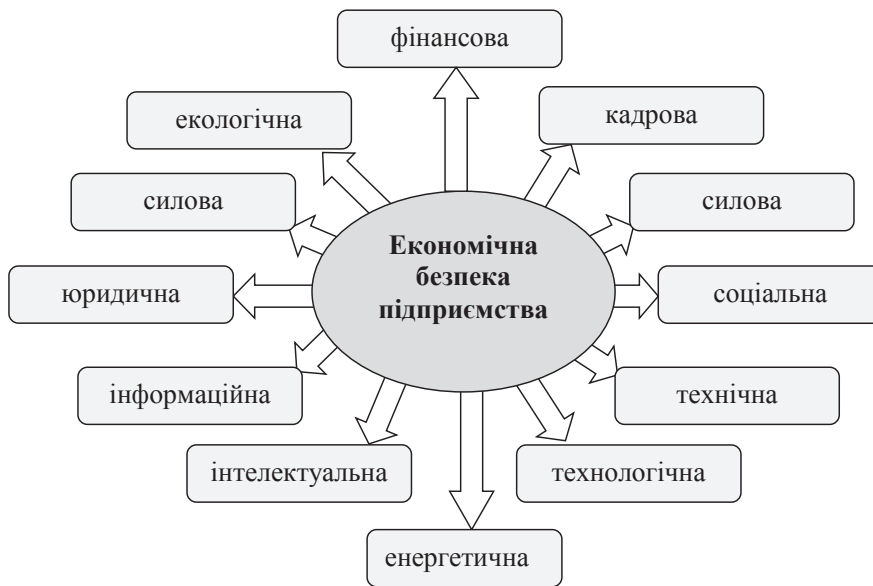 фінансова
екологічна
кадрова
силова
силова
Економічна
безпека
підприємства
юридична
соціальна
інформаційна
технічна
інтелектуальна
технологічна
енергетична